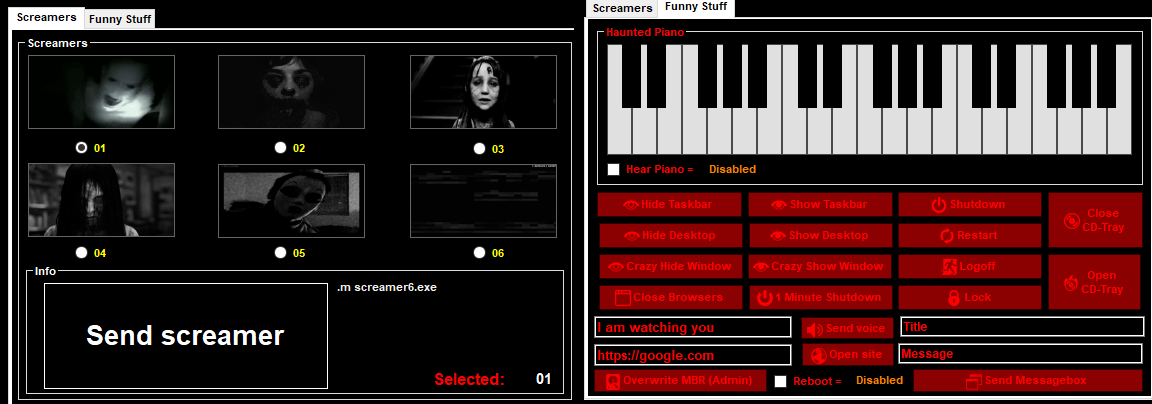 Screamers
Funny Stuff
Screamers
01
02
03
04
05
06
Info
Send screamer
.m screamer6.exe
Selected: 01
Screamers
Funny Stuff
Haunted Piano
Hear Piano = Disabled
Hide Taskbar
Show Taskbar
Shutdown
Close
CD-Tray
Hide Desktop
Show Desktop
Restart
Crazy Hide Window
Crazy Show Window
Logoff
Open
CD-Tray
Close Browsers
1 Minute Shutdown
Lock
I am watching you
Send voice
Title
https://google.com
Open site
Message
Overwrite MBR (Admin)
Reboot = Disabled
Send Messagebox